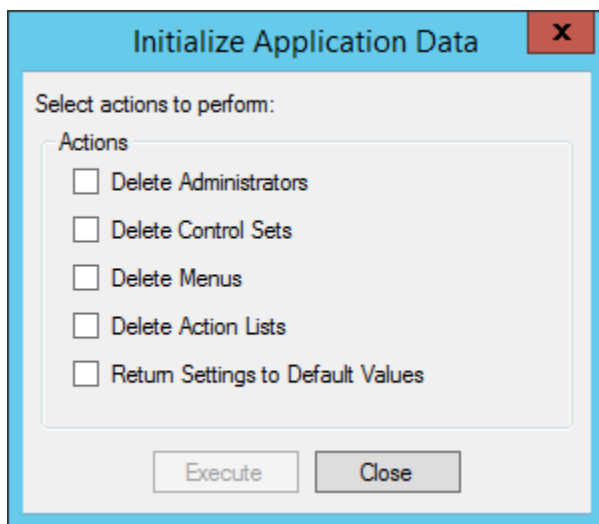 Initialize Application Data
x
Select actions to perform:
Actions
Delete Administrators
Delete Control Sets
Delete Menus
Delete Action Lists
Return Settings to Default Values
Execute Close